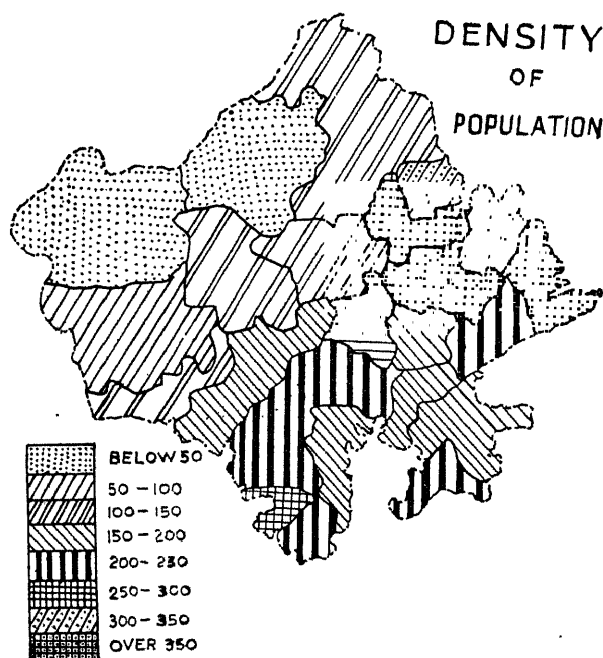 DENSITY
OF
POPULATION
BELOW 50
50 - 100
100 - 150
150 - 200
200 - 230
250 - 300
300 - 350
OVER 350